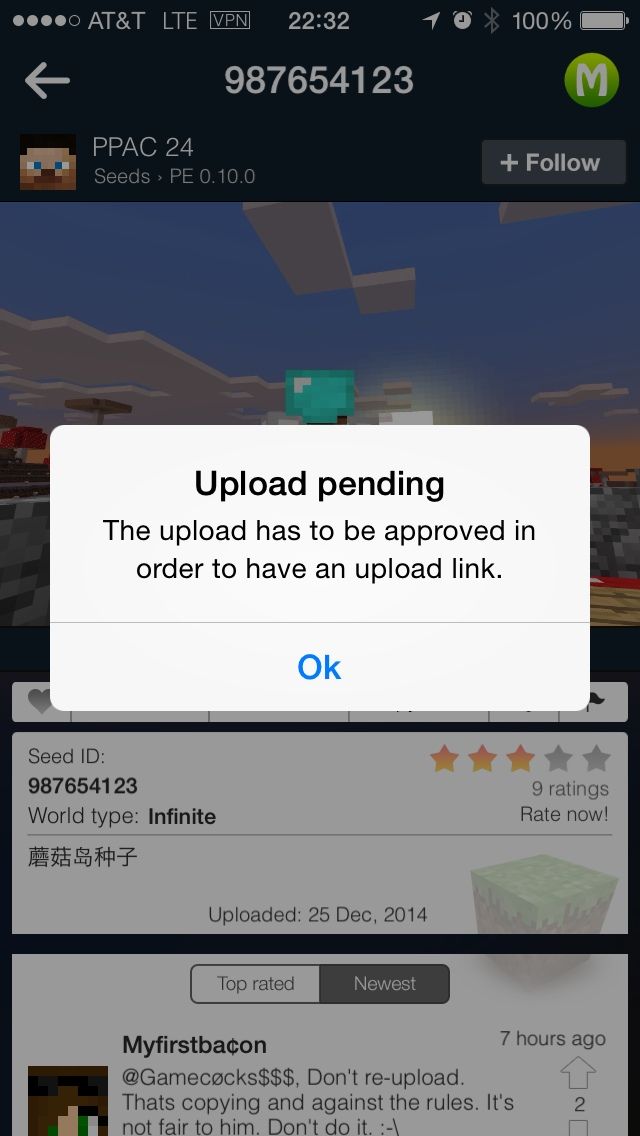 AT&T LTE VPN 22:32 100%
987654123
M
PPAC 24
Seeds › PE 0.10.0
+ Follow
Upload pending
The upload has to be approved in
order to have an upload link.
Ok
Seed ID:
987654123
9 ratings
World type: Infinite
Rate now!
蘑菇岛种子
Uploaded: 25 Dec, 2014
Top rated
Newest
Myfirstba¢on
7 hours ago
@Gamecøcks$$$, Don't re-upload.
Thats copying and against the rules. It's
2
not fair to him. Don't do it. :-\